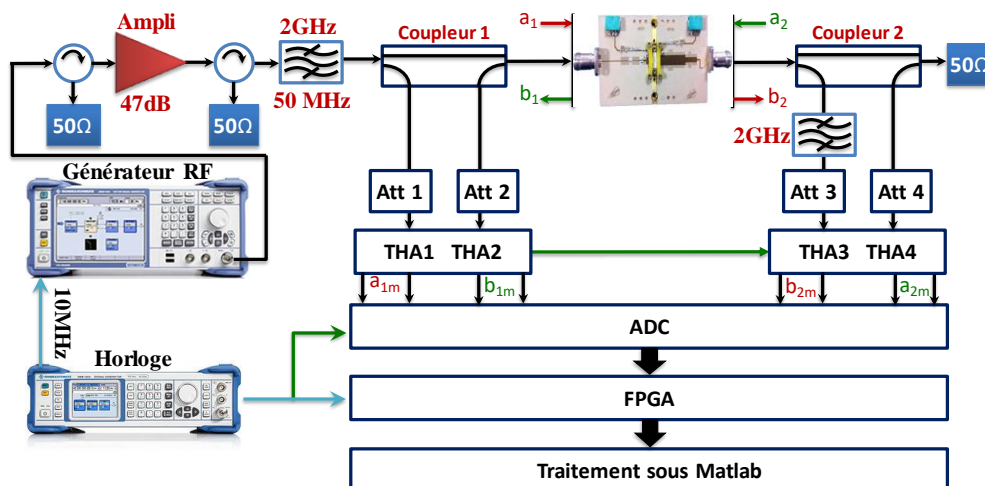 Ampli
2GHz
Coupleur 1
a1
a2
Coupleur 2
50Ω
47dB
50 MHz
b1
b2
50Ω
50Ω
2GHz
Générateur RF
Att 1
Att 2
Att 3
Att 4
THA1
THA2
THA3
THA4
a1m
b1m
b2m
a2m
10MHz
ADC
Horloge
FPGA
Traitement sous Matlab